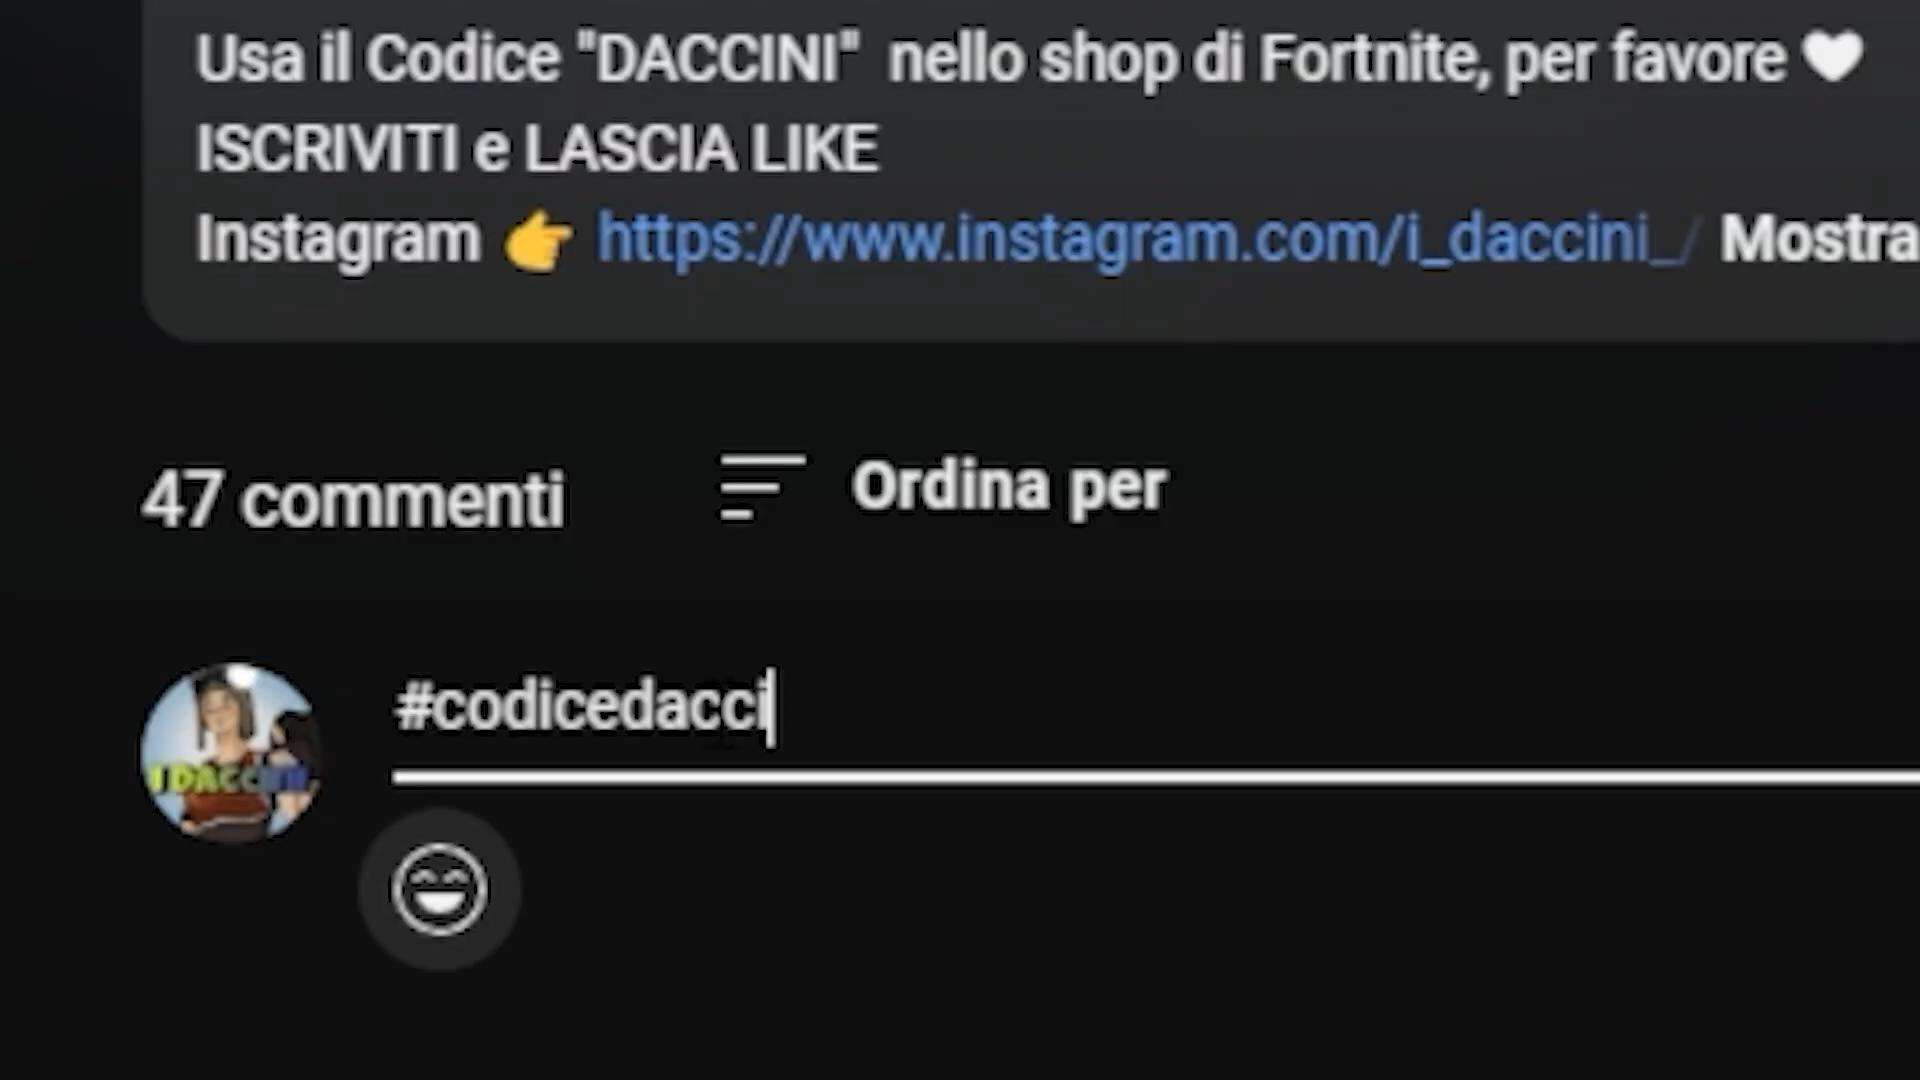 Usa il Codice "DACCINI" nello shop di Fortnite, per favore 🤍
ISCRIVITI e LASCIA LIKE
Instagram 👉 https://www.instagram.com/i_daccini_/ Mostra
47 commenti
Ordina per
#codicedacci
I DACCINI